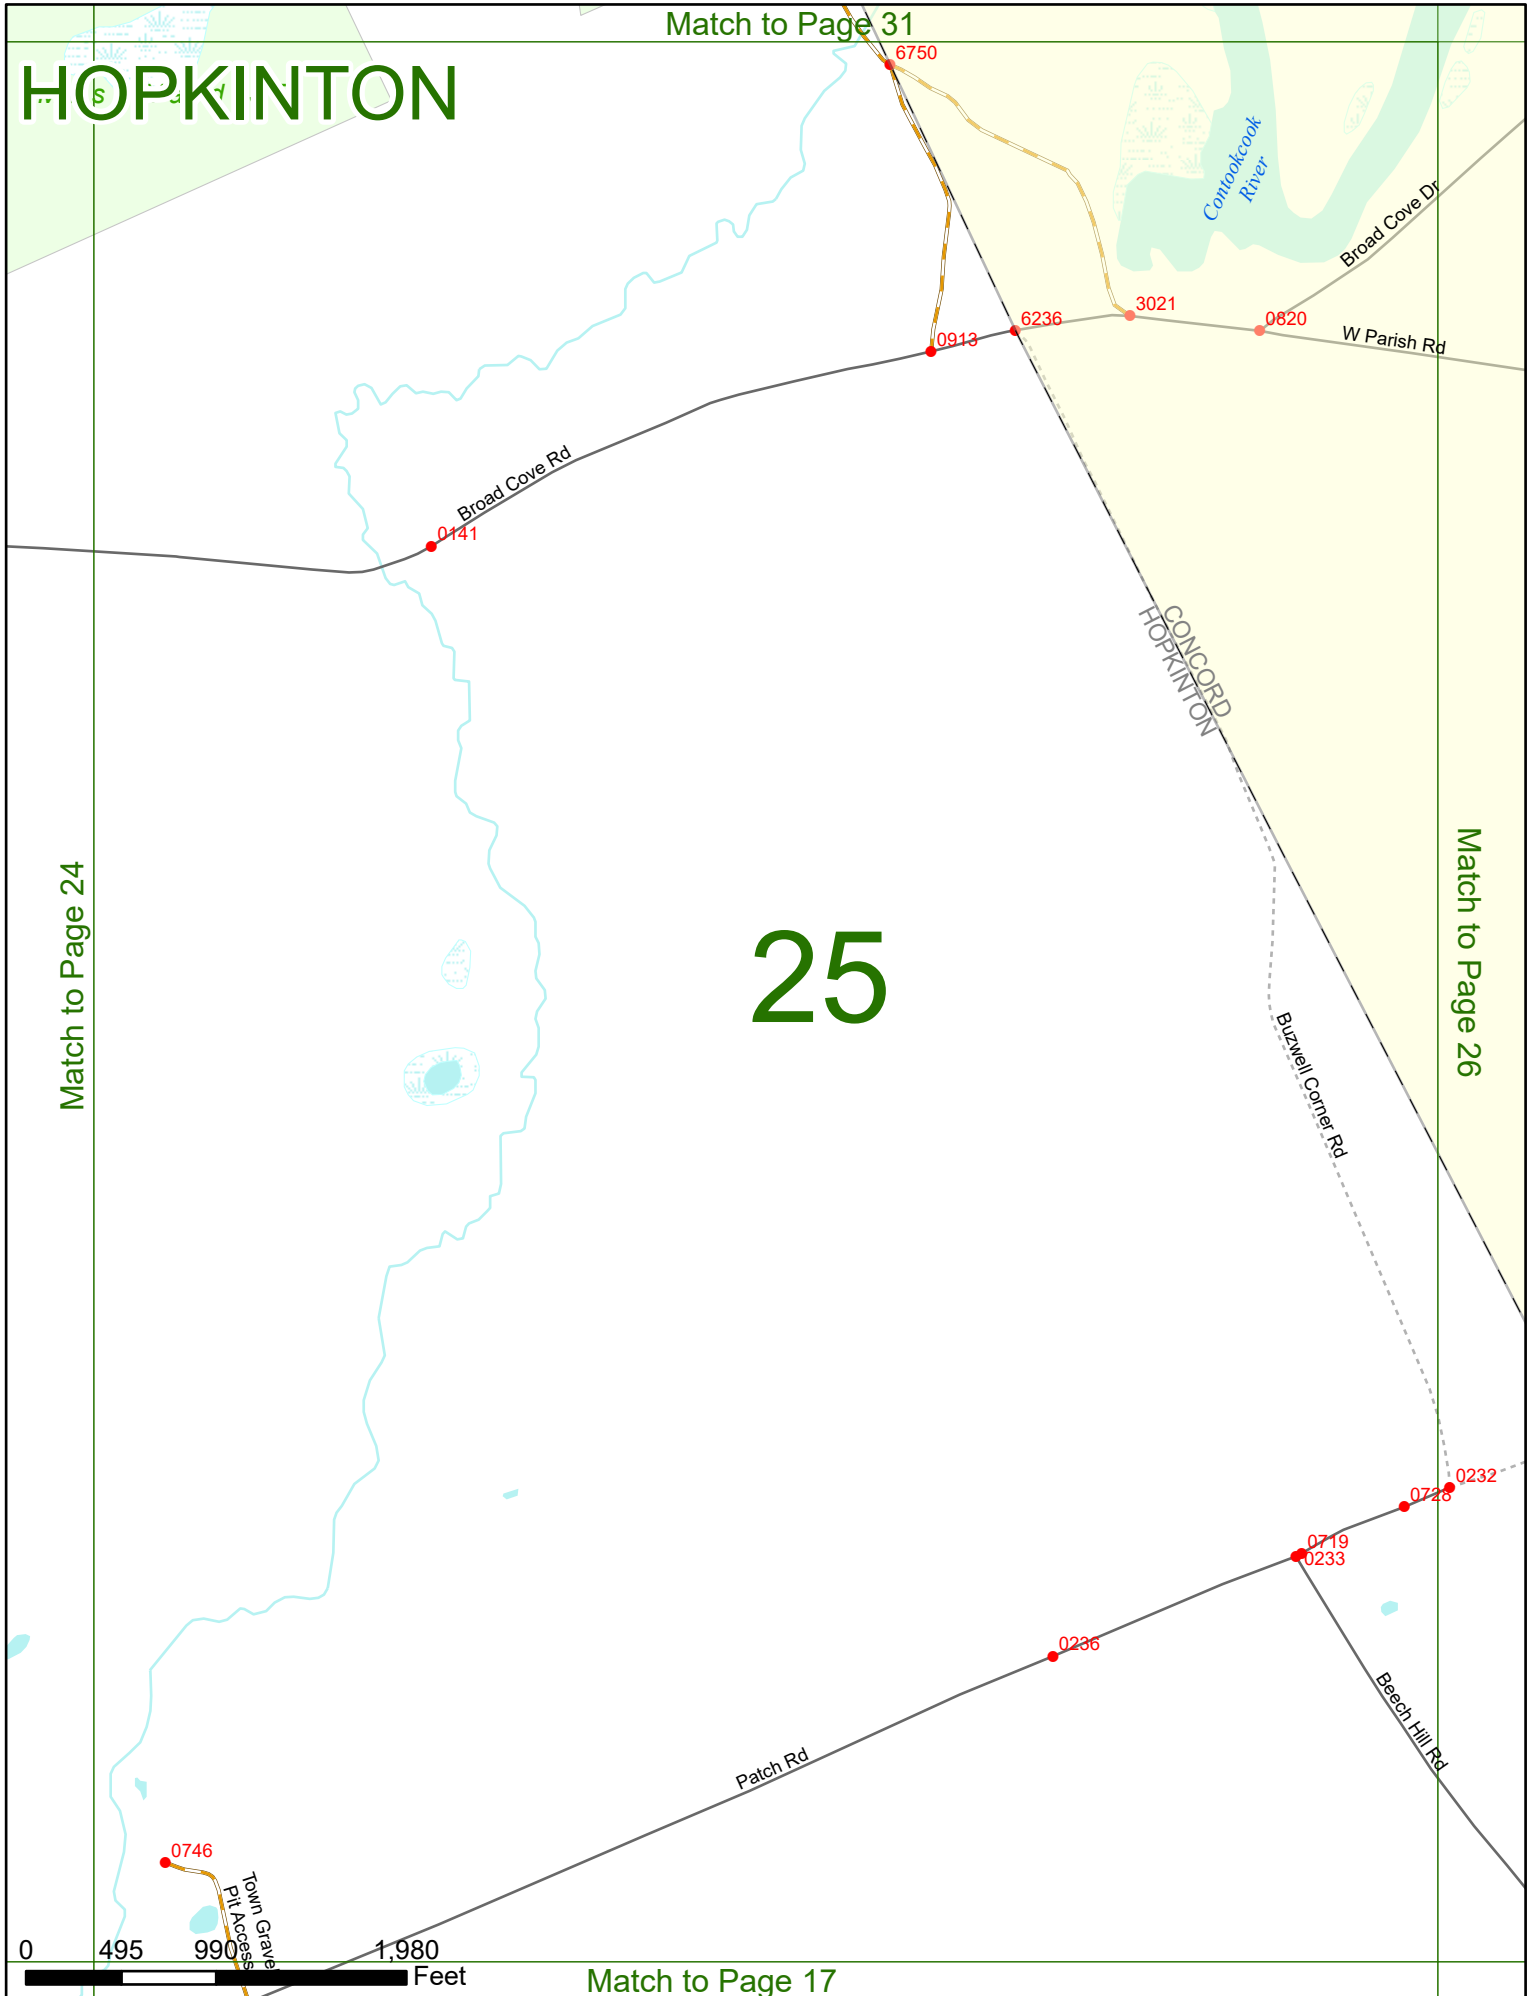 Match to Page 31
HOPKINTON
6750
Contookcook
River
Broad Cove Dr
3021
6236
0820
0913
W Parish Rd
Broad Cove Rd
0141
CONCORD
HOPKINTON
Match to Page 24
25
Match to Page 26
Buzwell Corner Rd
0232
0728
0719
0233
0236
Beech Hill Rd
Patch Rd
0746
Town Gravel
Pit Access
0 495 990 1,980
Feet
Match to Page 17